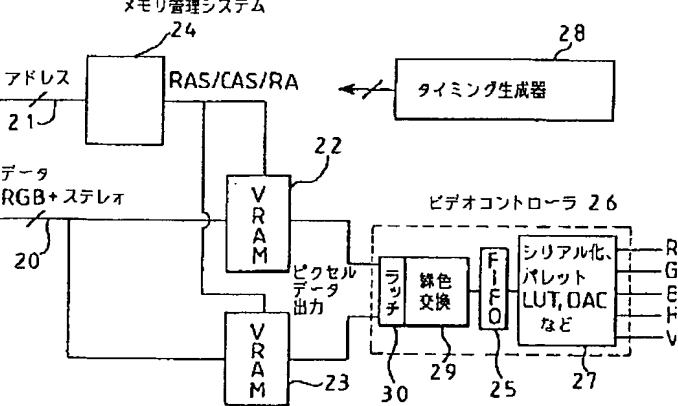 メモリ管理システム
24
28
アドレス
RAS/CAS/RA
タイミング生成器
21
データ
RGB+ステレオ
22
VRAM
ビデオコントローラ 26
20
ピクセル
データ
出力
ラッチ
緑色
交換
FIFO
シリアル化、
パレット
LUT, DAC
など
R
G
B
H
V
VRAM
23
30
29
25
27